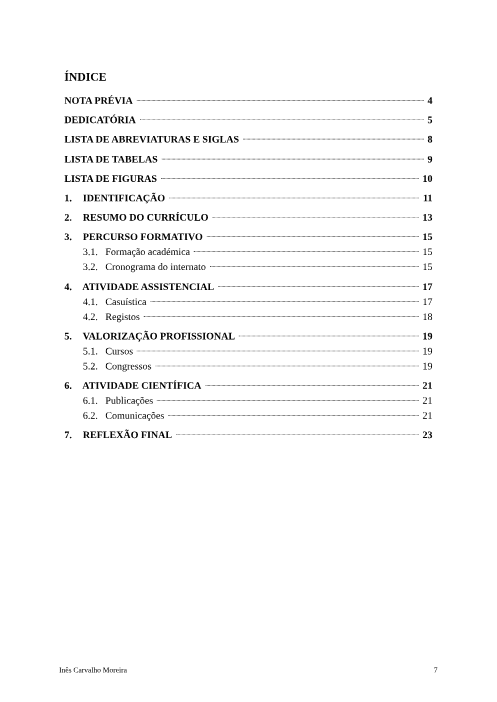 ÍNDICE
NOTA PRÉVIA 4
DEDICATÓRIA 5
LISTA DE ABREVIATURAS E SIGLAS 8
LISTA DE TABELAS 9
LISTA DE FIGURAS 10
1. IDENTIFICAÇÃO 11
2. RESUMO DO CURRÍCULO 13
3. PERCURSO FORMATIVO 15
3.1. Formação académica 15
3.2. Cronograma do internato 15
4. ATIVIDADE ASSISTENCIAL 17
4.1. Casuística 17
4.2. Registos 18
5. VALORIZAÇÃO PROFISSIONAL 19
5.1. Cursos 19
5.2. Congressos 19
6. ATIVIDADE CIENTÍFICA 21
6.1. Publicações 21
6.2. Comunicações 21
7. REFLEXÃO FINAL 23
Inês Carvalho Moreira 7